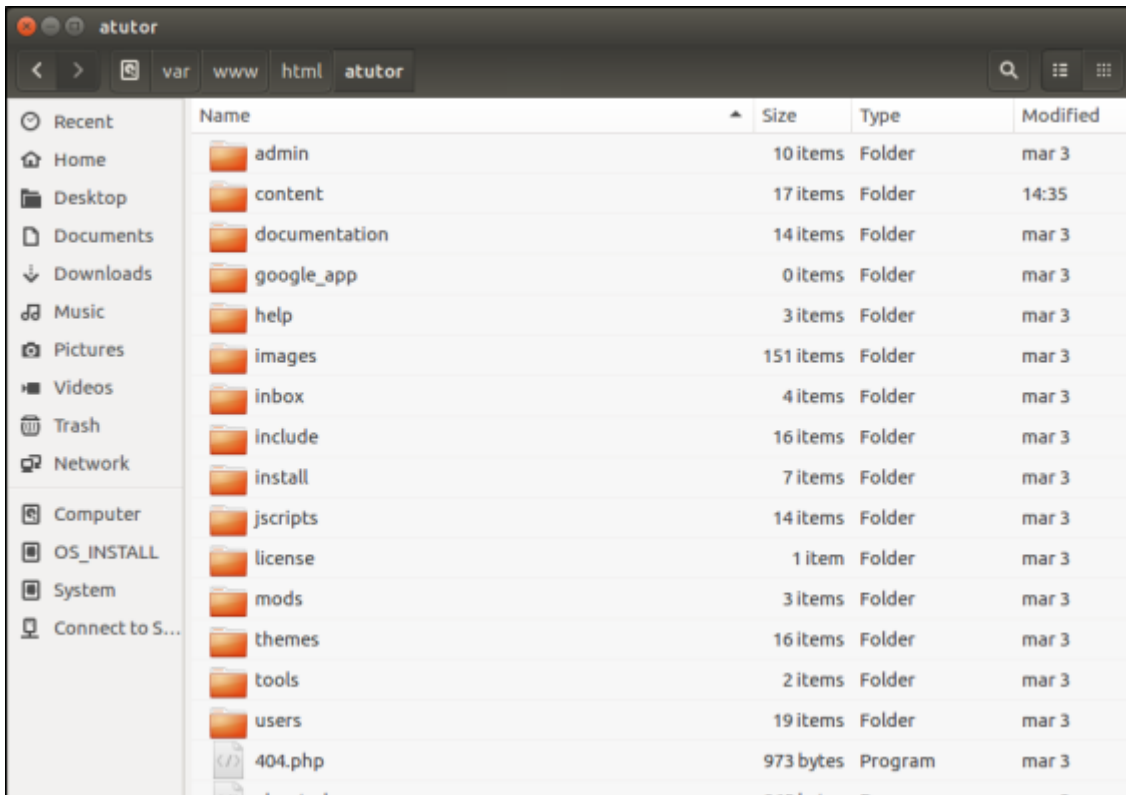 atutor
var www html atutor
Name Size Type Modified
Recent
Home
Desktop
Documents
Downloads
Music
Pictures
Videos
Trash
Network
Computer
OS_INSTALL
System
Connect to S...
admin 10 items Folder mar 3
content 17 items Folder 14:35
documentation 14 items Folder mar 3
google_app 0 items Folder mar 3
help 3 items Folder mar 3
images 151 items Folder mar 3
inbox 4 items Folder mar 3
include 16 items Folder mar 3
install 7 items Folder mar 3
jscripts 14 items Folder mar 3
license 1 item Folder mar 3
mods 3 items Folder mar 3
themes 16 items Folder mar 3
tools 2 items Folder mar 3
users 19 items Folder mar 3
404.php 973 bytes Program mar 3